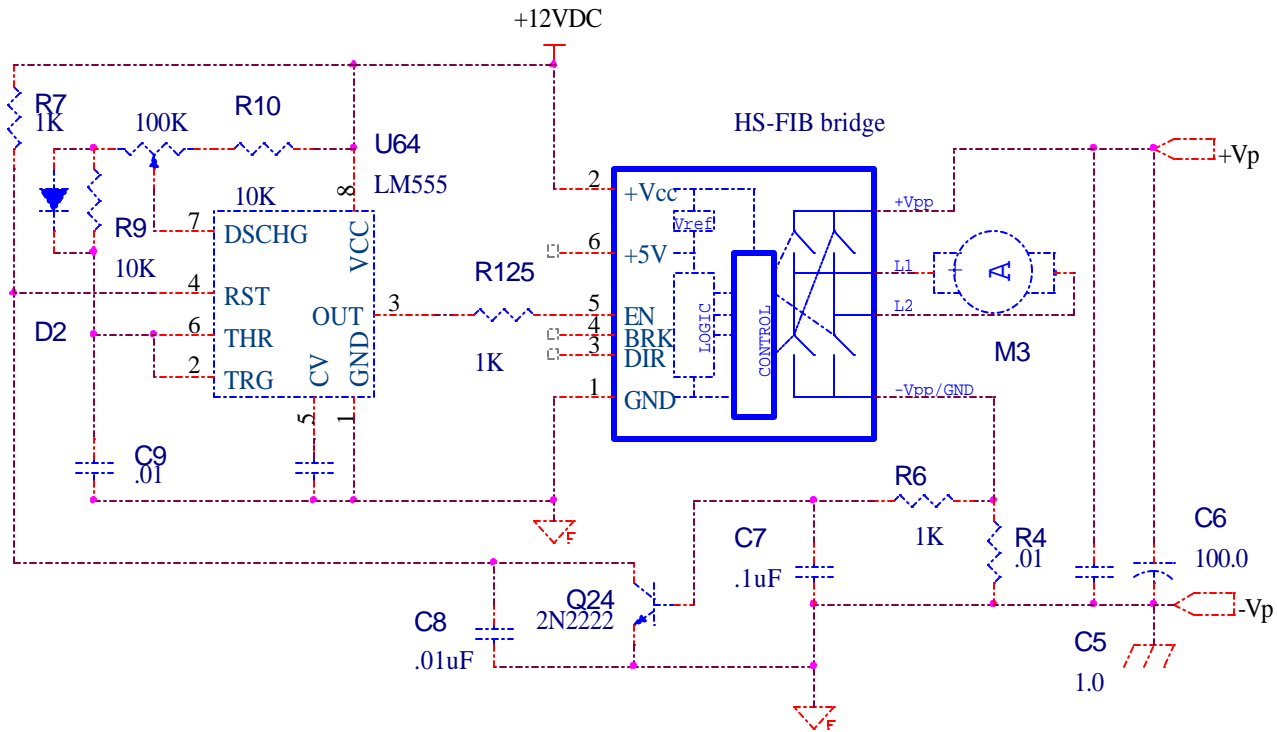 +12VDC
R7
1K
100K
R10
U64
LM555
HS-FIB bridge
+Vp
10K
8
7
DSCHG
VCC
R9
10K
4
RST
D2
6
THR
2
TRG
OUT
3
CV
GND
5
1
C9
.01
R125
1K
2
+Vcc
Vref
6
+5V
5
EN
4
BRK
3
DIR
1
GND
LOGIC
CONTROL
+Vpp
L1
L2
-Vpp/GND
+
A
M3
F
R6
1K
R4
.01
C7
.1uF
C6
100.0
-Vp
Q24
2N2222
C8
.01uF
C5
1.0
F